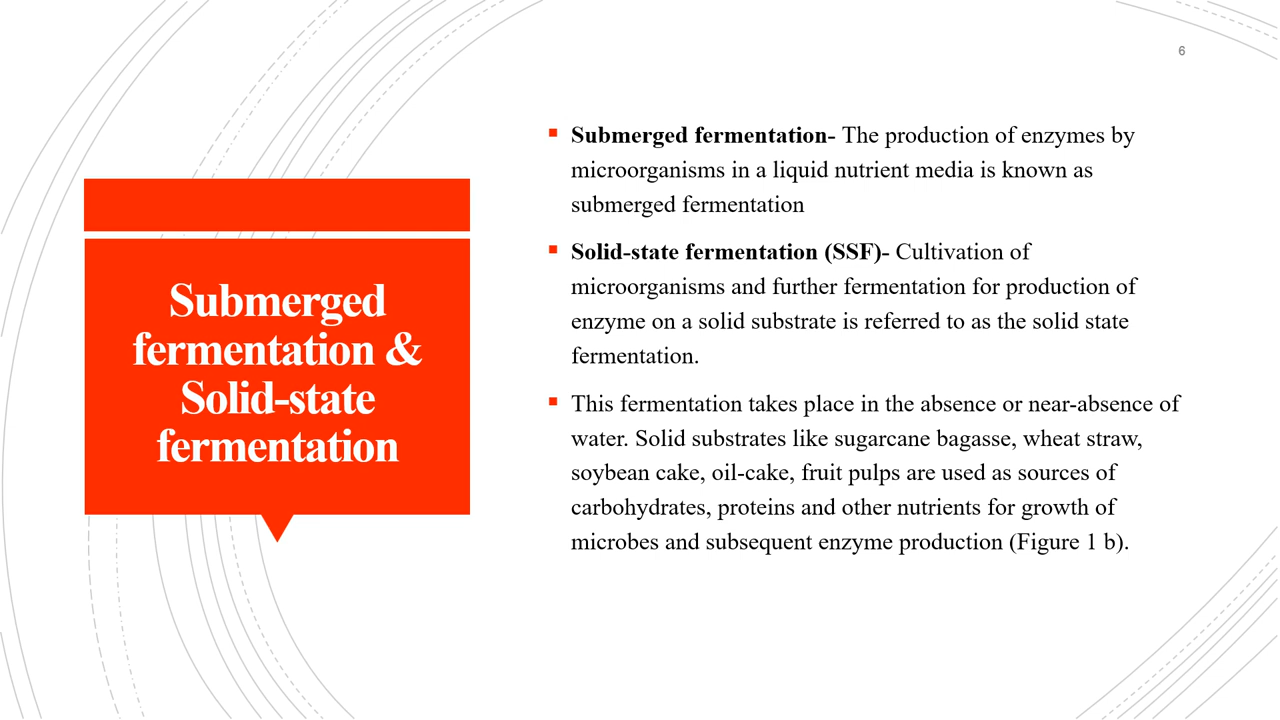 6
Submerged
fermentation &
Solid-state
fermentation
Submerged fermentation- The production of enzymes by
microorganisms in a liquid nutrient media is known as
submerged fermentation
Solid-state fermentation (SSF)- Cultivation of
microorganisms and further fermentation for production of
enzyme on a solid substrate is referred to as the solid state
fermentation.
This fermentation takes place in the absence or near-absence of
water. Solid substrates like sugarcane bagasse, wheat straw,
soybean cake, oil-cake, fruit pulps are used as sources of
carbohydrates, proteins and other nutrients for growth of
microbes and subsequent enzyme production (Figure 1 b).